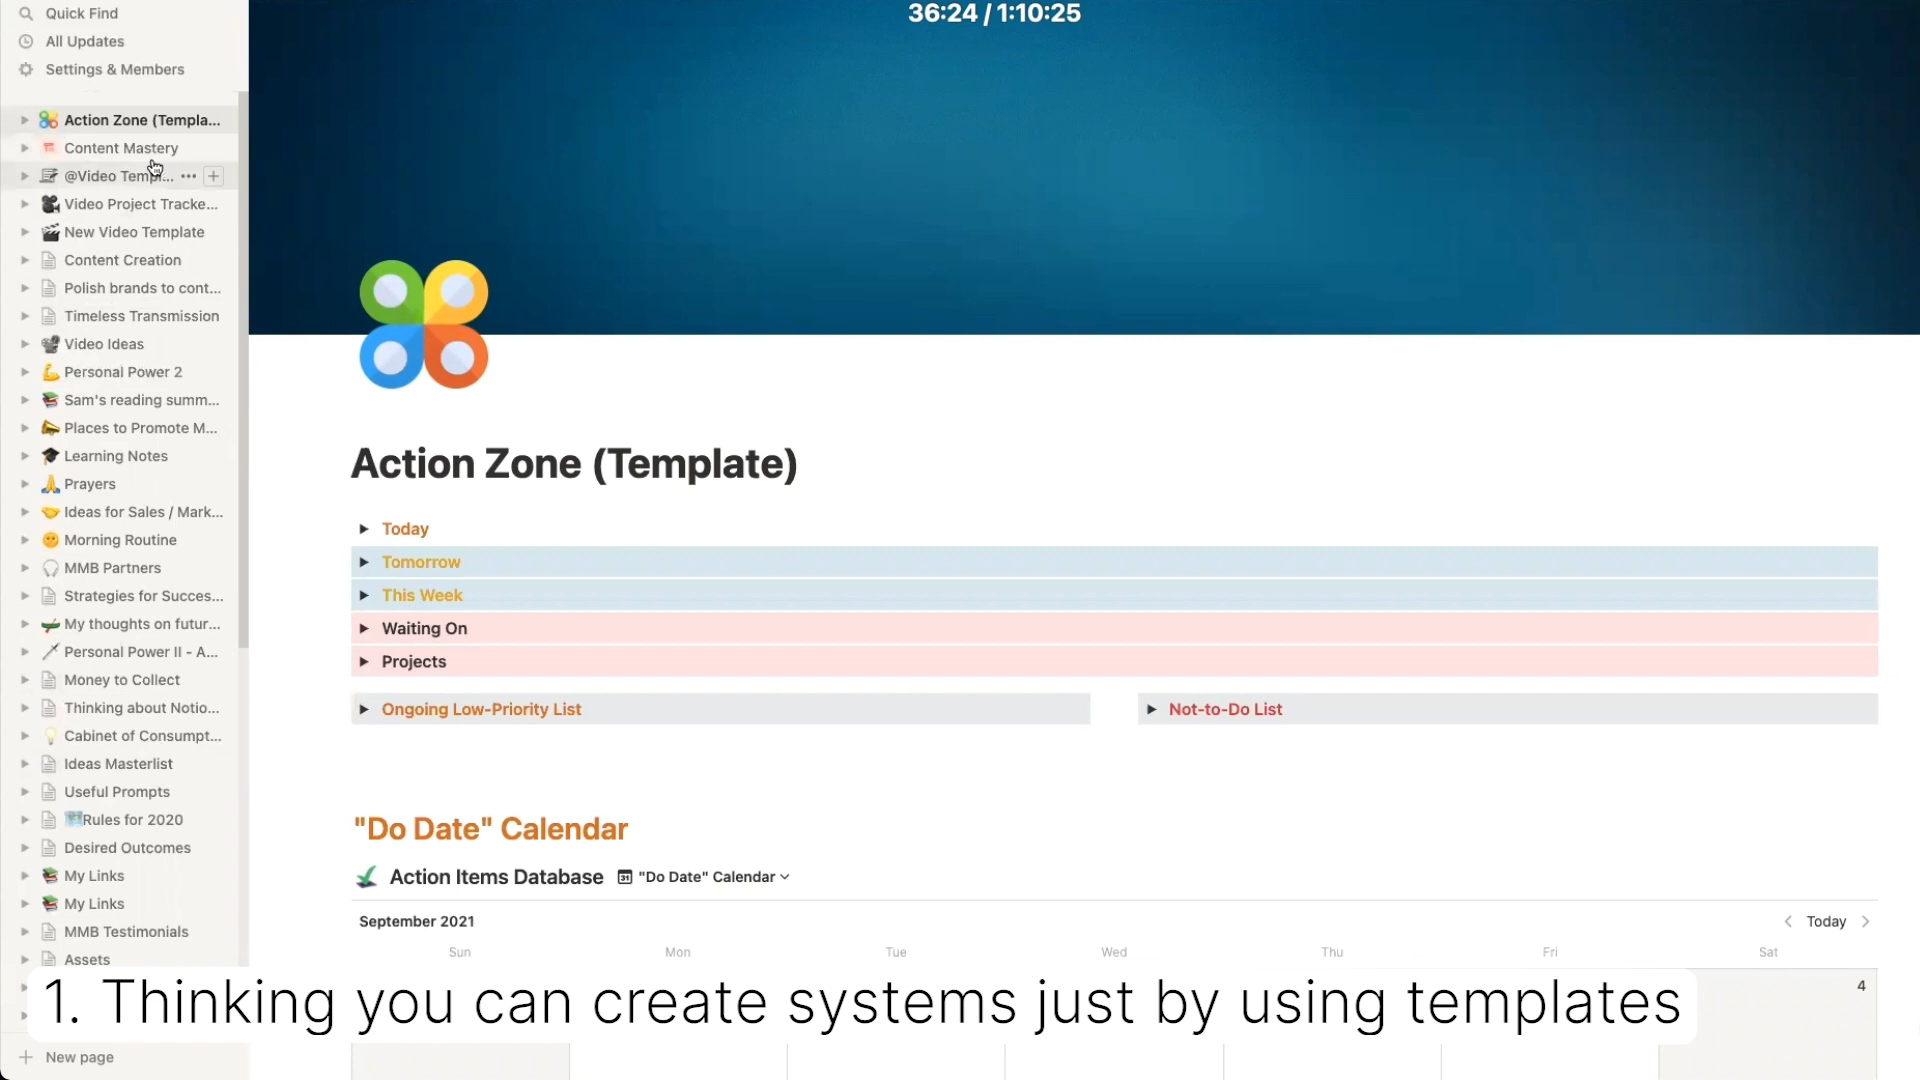 36:24 / 1:10:25
Quick Find
All Updates
Settings & Members
Action Zone (Templa...
Content Mastery
@Video Templ...
Video Project Tracke...
New Video Template
Content Creation
Polish brands to cont...
Timeless Transmission
Video Ideas
Personal Power 2
Sam's reading summ...
Places to Promote M...
Learning Notes
Prayers
Ideas for Sales / Mark...
Morning Routine
MMB Partners
Strategies for Succes...
My thoughts on futur...
Personal Power II - A...
Money to Collect
Thinking about Notio...
Cabinet of Consumpt...
Ideas Masterlist
Useful Prompts
Rules for 2020
Desired Outcomes
My Links
My Links
MMB Testimonials
Assets
New page
Action Zone (Template)
Today
Tomorrow
This Week
Waiting On
Projects
Ongoing Low-Priority List
Not-to-Do List
"Do Date" Calendar
Action Items Database 31 "Do Date" Calendar
September 2021
Today
Sun Mon Tue Wed Thu Fri Sat
4
1. Thinking you can create systems just by using templates